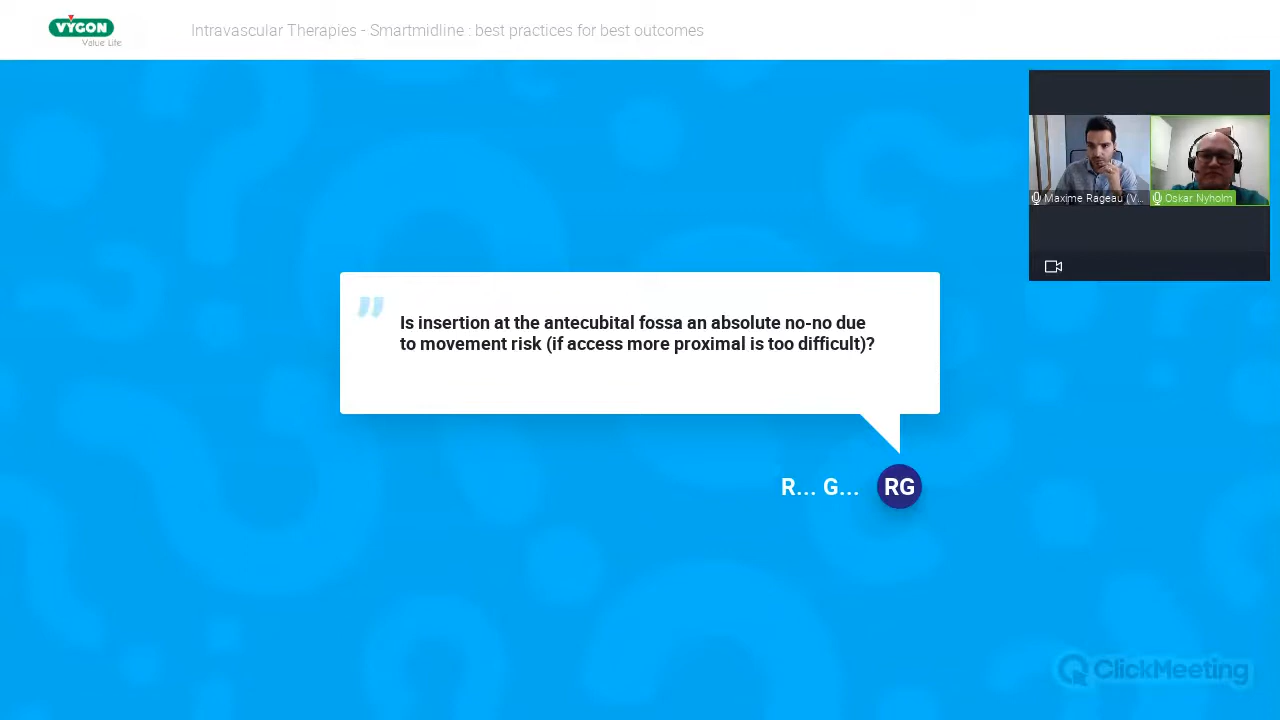 VYGON
Value Life
Intravascular Therapies - Smartmidline : best practices for best outcomes
Maxime Rageau (V...
Oskar Nyholm
"
Is insertion at the antecubital fossa an absolute no-no due
to movement risk (if access more proximal is too difficult)?
R... G...
RG
ClickMeeting